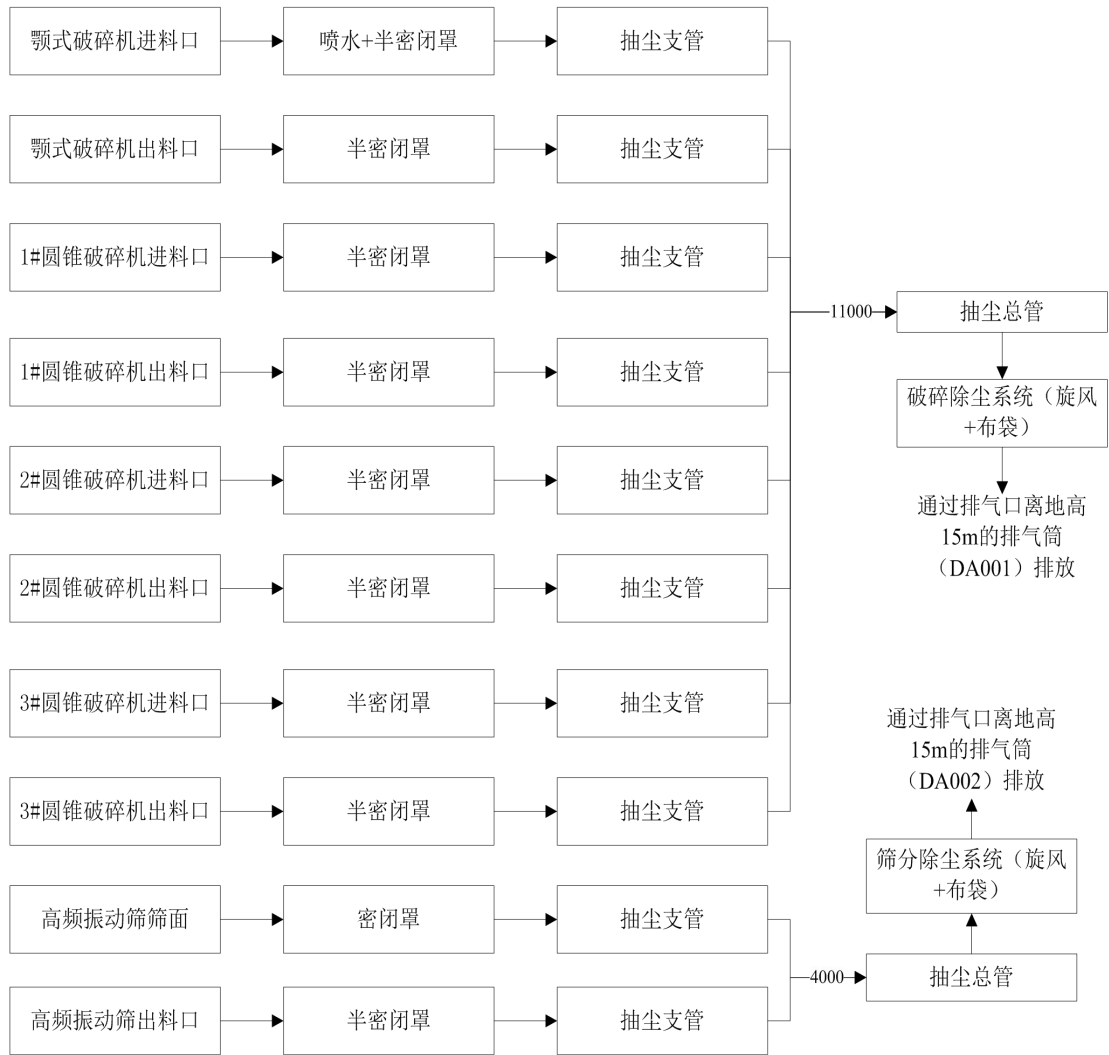 颚式破碎机进料口
喷水+半密闭罩
抽尘支管
颚式破碎机出料口
半密闭罩
抽尘支管
1#圆锥破碎机进料口
半密闭罩
抽尘支管
11000
抽尘总管
1#圆锥破碎机出料口
半密闭罩
抽尘支管
破碎除尘系统（旋风
+布袋）
2#圆锥破碎机进料口
半密闭罩
抽尘支管
通过排气口离地高
15m的排气筒
（DA001）排放
2#圆锥破碎机出料口
半密闭罩
抽尘支管
3#圆锥破碎机进料口
半密闭罩
抽尘支管
通过排气口离地高
15m的排气筒
（DA002）排放
3#圆锥破碎机出料口
半密闭罩
抽尘支管
筛分除尘系统（旋风
+布袋）
高频振动筛筛面
密闭罩
抽尘支管
4000
抽尘总管
高频振动筛出料口
半密闭罩
抽尘支管